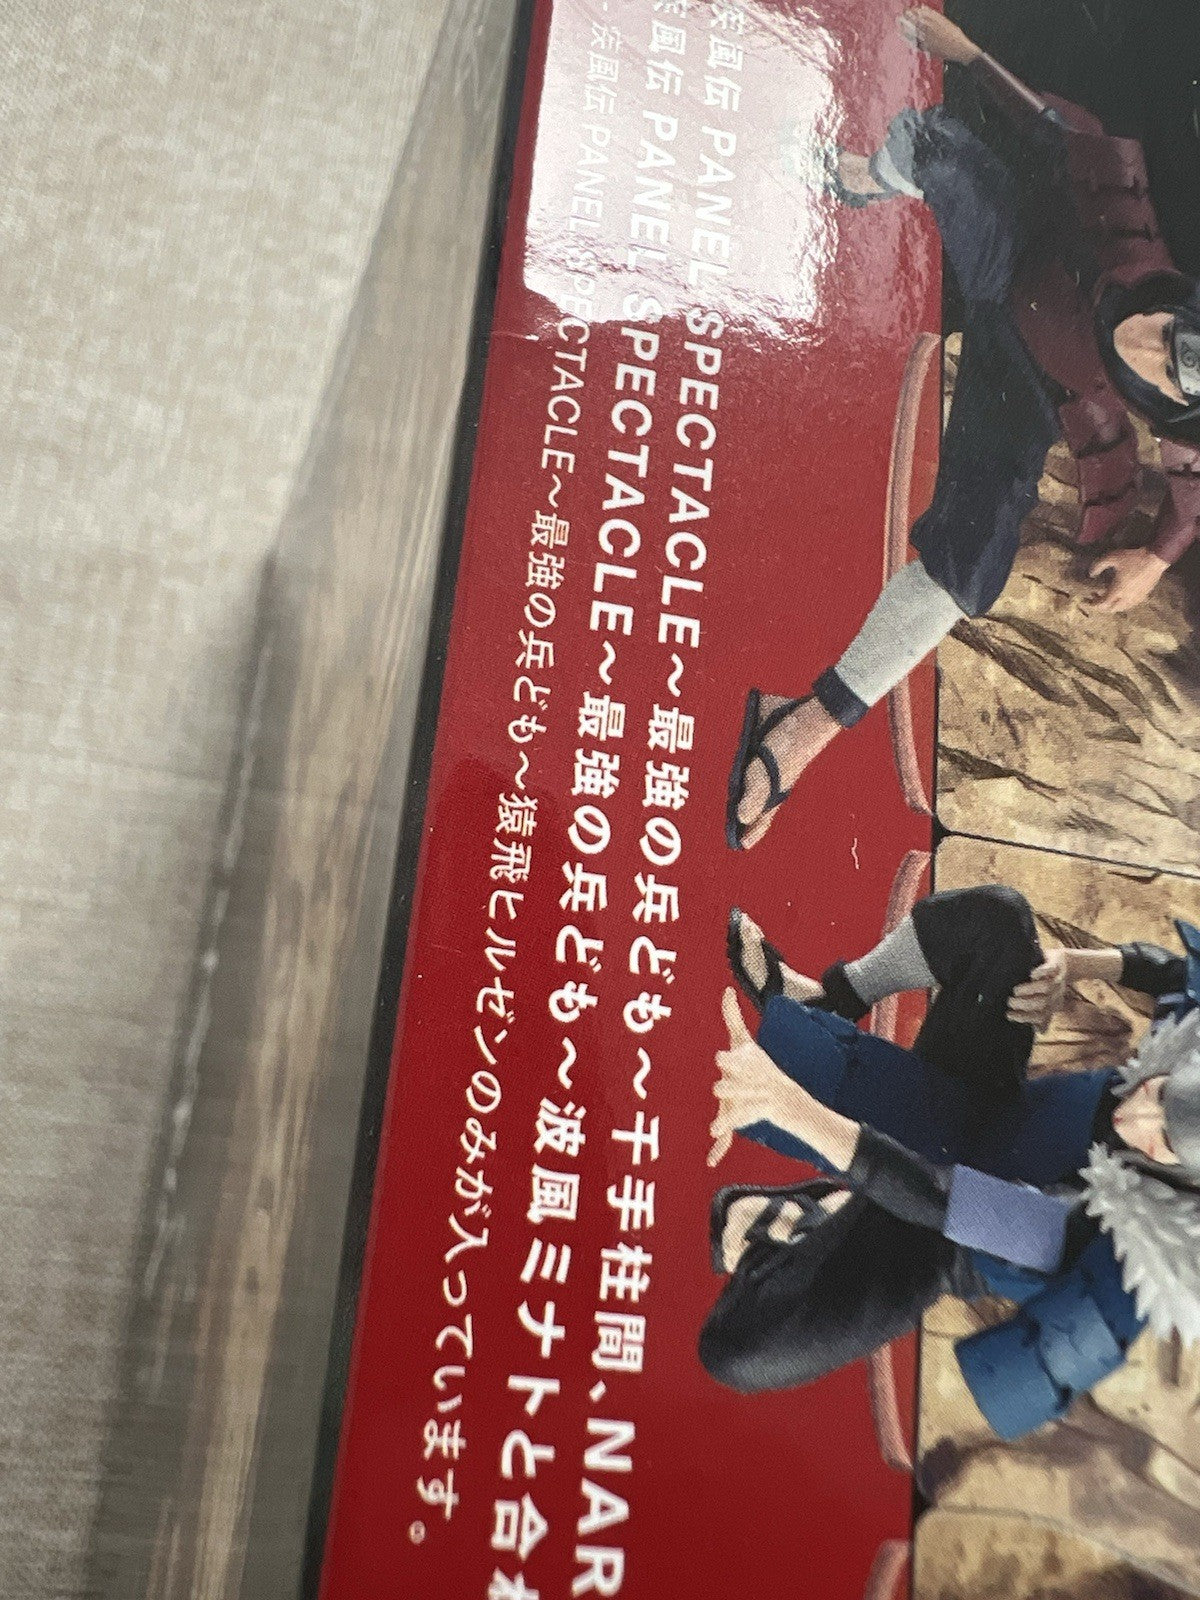 疾風伝 PANEL SPECTACLE〜最強の兵ども〜千手柱間、NAR
疾風伝 PANEL SPECTACLE〜最強の兵ども〜波風ミナトと合わ
- 疾風伝 PANEL SPECTACLE〜最強の兵ども〜猿飛ヒルゼンのみが入っています。